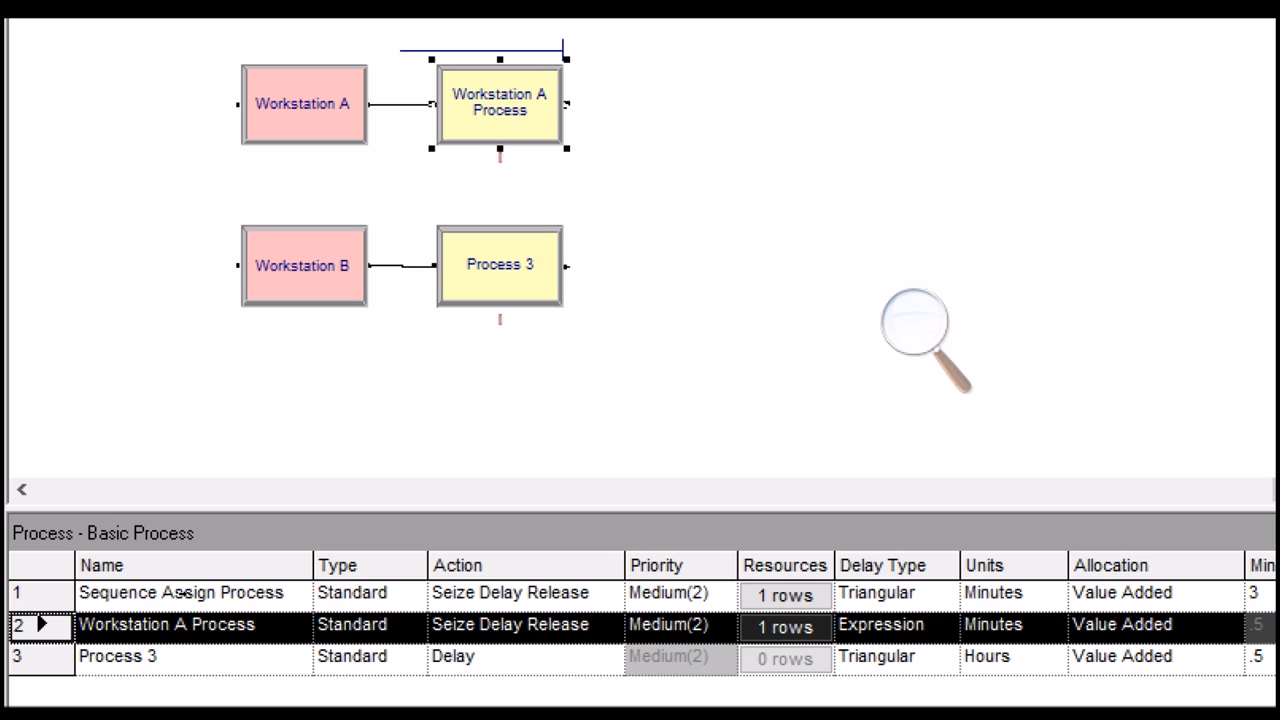 Workstation A
Workstation A
Process
Workstation B
Process 3
Process - Basic Process
Name Type Action Priority Resources Delay Type Units Allocation Min
1 Sequence Assign Process Standard Seize Delay Release Medium(2) 1 rows Triangular Minutes Value Added 3
2 Workstation A Process Standard Seize Delay Release Medium(2) 1 rows Expression Minutes Value Added .5
3 Process 3 Standard Delay Medium(2) 0 rows Triangular Hours Value Added .5